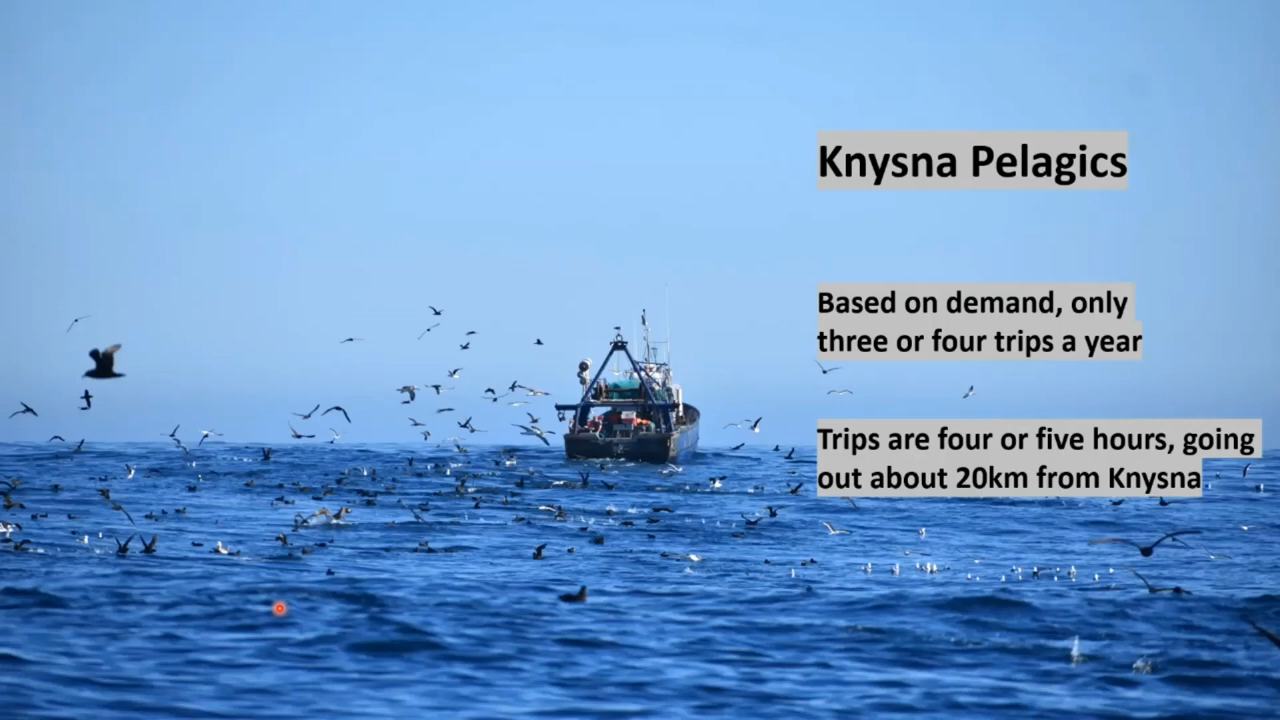 Knysna Pelagics
Based on demand, only
three or four trips a year
Trips are four or five hours, going
out about 20km from Knysna